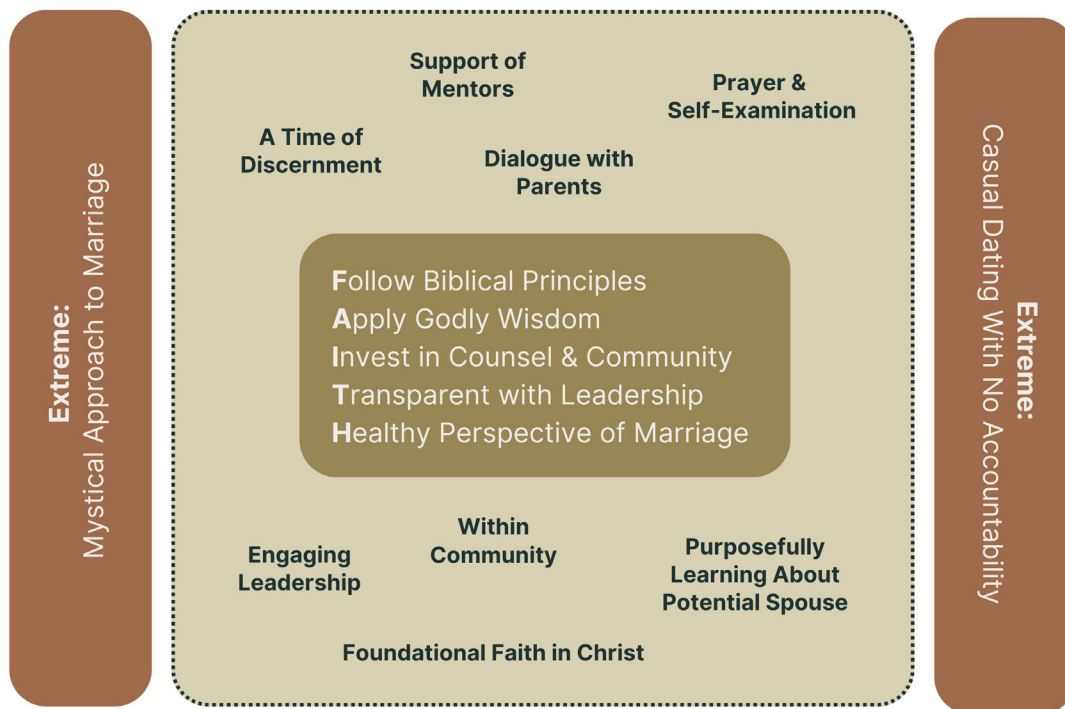 Extreme:
Mystical Approach to Marriage
Support of
Mentors
Prayer &
Self-Examination
A Time of
Discernment
Dialogue with
Parents
Follow Biblical Principles
Apply Godly Wisdom
Invest in Counsel & Community
Transparent with Leadership
Healthy Perspective of Marriage
Within
Community
Engaging
Leadership
Purposefully
Learning About
Potential Spouse
Foundational Faith in Christ
Extreme:
Casual Dating With No Accountability